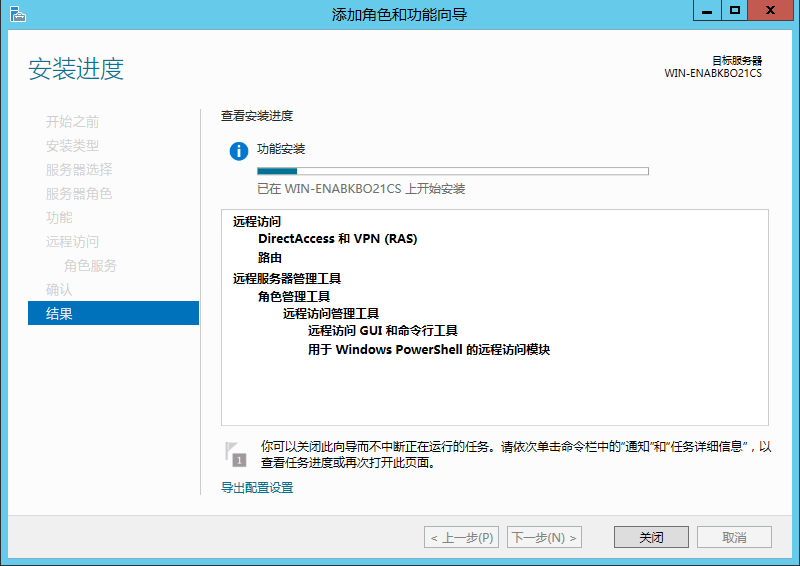 添加角色和功能向导
安装进度
目标服务器
WIN-ENABKBO21CS
开始之前
安装类型
服务器选择
服务器角色
功能
远程访问
角色服务
确认
结果
查看安装进度
功能安装
已在 WIN-ENABKBO21CS 上开始安装
远程访问
DirectAccess 和 VPN (RAS)
路由
远程服务器管理工具
角色管理工具
远程访问管理工具
远程访问 GUI 和命令行工具
用于 Windows PowerShell 的远程访问模块
1
你可以关闭此向导而不中断正在运行的任务。请依次单击命令栏中的“通知”和“任务详细信息”，以
查看任务进度或再次打开此页面。
导出配置设置
< 上一步(P)
下一步(N) >
关闭
取消